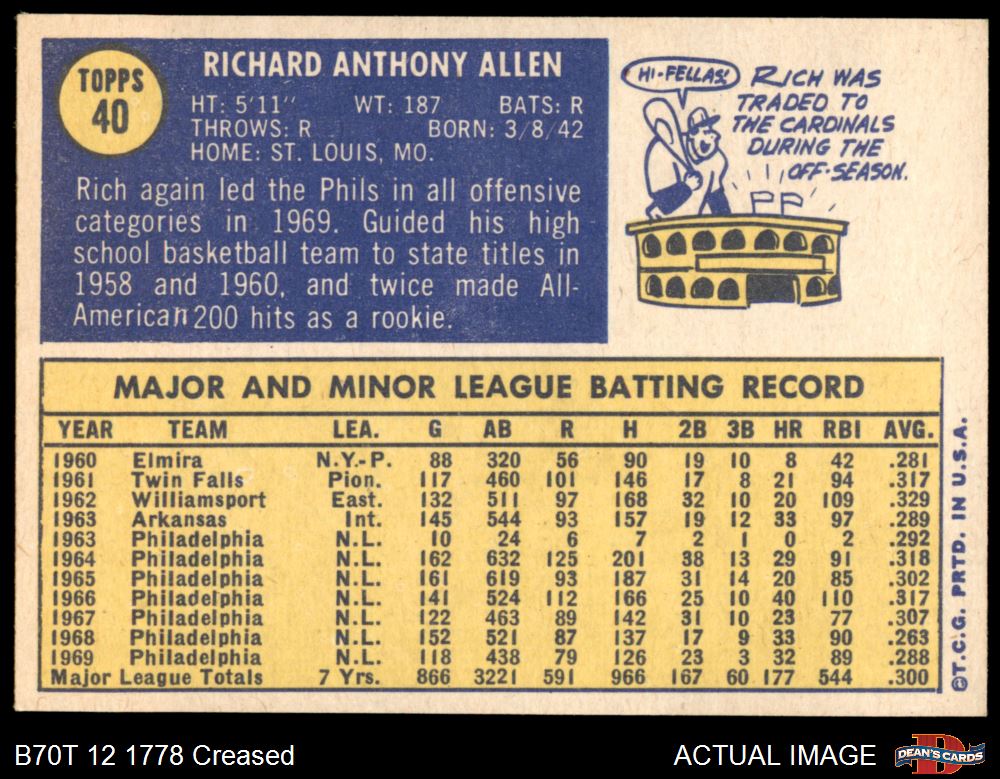 TOPPS
40
RICHARD ANTHONY ALLEN
HT: 5'11" WT: 187 BATS: R
THROWS: R BORN: 3/8/42
HOME: ST. LOUIS, MO.
Rich again led the Phils in all offensive
categories in 1969. Guided his high
school basketball team to state titles in
1958 and 1960, and twice made All-
American 200 hits as a rookie.
HI-FELLAS!
RICH WAS
TRADED TO
THE CARDINALS
DURING THE
OFF-SEASON.
MAJOR AND MINOR LEAGUE BATTING RECORD
YEAR TEAM LEA. G AB R H 2B 3B HR RBI AVG.
1960 Elmira N.Y.-P. 88 320 56 90 19 10 8 42 .281
1961 Twin Falls Pion. 117 460 101 146 17 8 21 94 .317
1962 Williamsport East. 132 511 97 168 32 10 20 109 .329
1963 Arkansas Int. 145 544 93 157 19 12 33 97 .289
1963 Philadelphia N.L. 10 24 6 7 2 1 0 2 .292
1964 Philadelphia N.L. 162 632 125 201 38 13 29 91 .318
1965 Philadelphia N.L. 161 619 93 187 31 14 20 85 .302
1966 Philadelphia N.L. 141 524 112 166 25 10 40 110 .317
1967 Philadelphia N.L. 122 463 89 142 31 10 23 77 .307
1968 Philadelphia N.L. 152 521 87 137 17 9 33 90 .263
1969 Philadelphia N.L. 118 438 79 126 23 3 32 89 .288
Major League Totals 7 Yrs. 866 3221 591 966 167 60 177 544 .300
©T.C.G. PRTD. IN U.S.A.
B70T 12 1778 Creased
ACTUAL IMAGE
DEAN'S CARDS